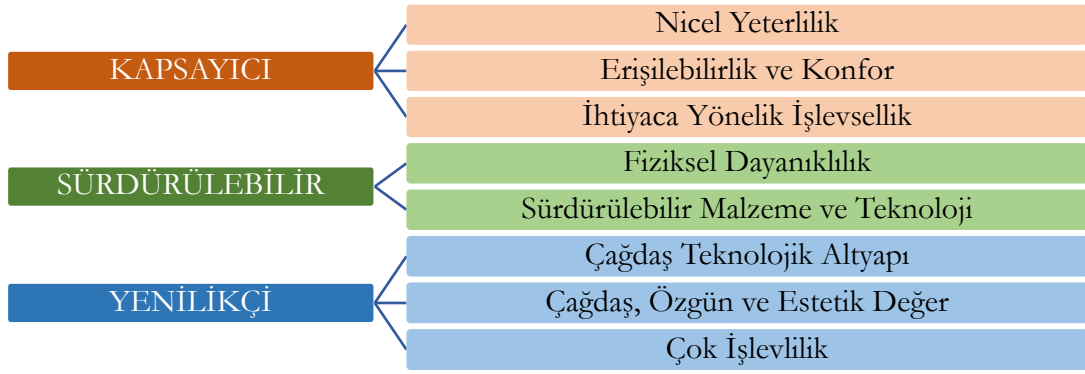 KAPSAYICI
Nicel Yeterlilik
Erişilebilirlik ve Konfor
İhtiyaca Yönelik İşlevsellik
SÜRDÜRÜLEBİLİR
Fiziksel Dayanıklılık
Sürdürülebilir Malzeme ve Teknoloji
YENİLİKÇİ
Çağdaş Teknolojik Altyapı
Çağdaş, Özgün ve Estetik Değer
Çok İşlevlilik